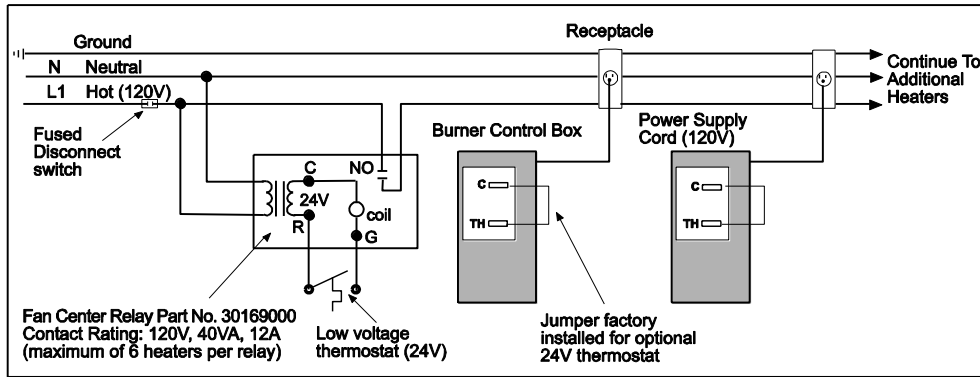 Ground
Receptacle
N Neutral
L1 Hot (120V)
Continue To
Additional
Heaters
Fused
Disconnect
switch
Burner Control Box
Power Supply
Cord (120V)
C
NO
24V
R
coil
G
C
TH
C
TH
Fan Center Relay Part No. 30169000
Contact Rating: 120V, 40VA, 12A
(maximum of 6 heaters per relay)
Low voltage
thermostat (24V)
Jumper factory
installed for optional
24V thermostat